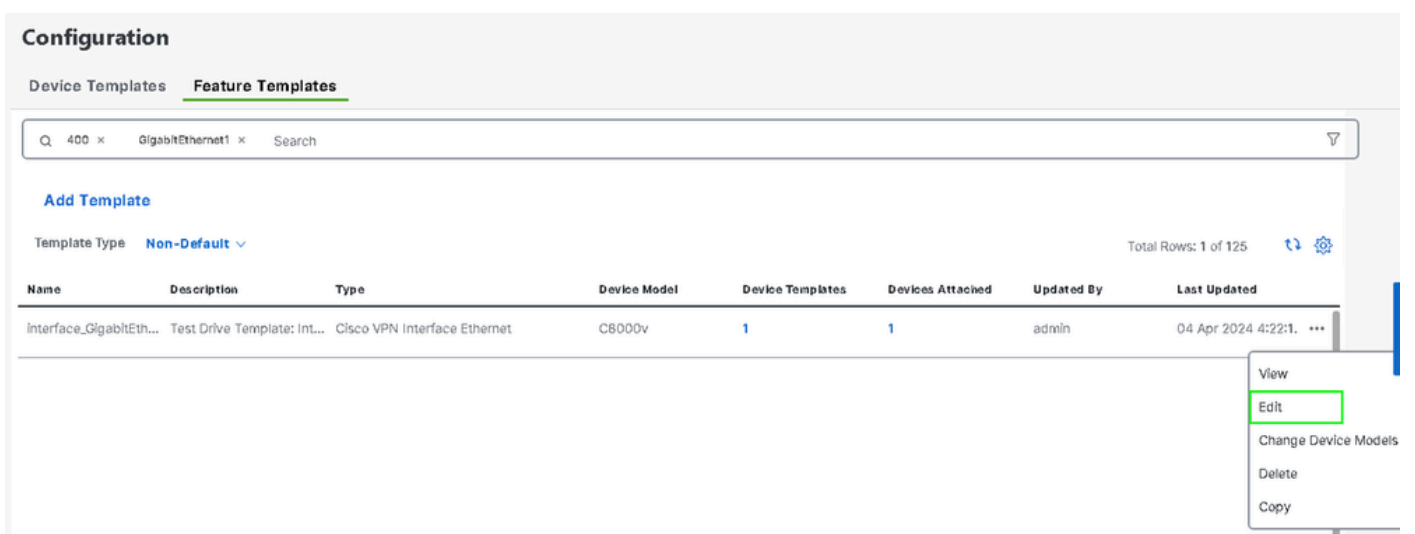 Configuration
Device Templates Feature Templates
400 × GigabitEthernet1 × Search
Add Template
Template Type Non-Default
Total Rows: 1 of 125
Name Description Type Device Model Device Templates Devices Attached Updated By Last Updated
interface_GigabitEth... Test Drive Template: Int... Cisco VPN Interface Ethernet C8000v 1 1 admin 04 Apr 2024 4:22:1. •••
View
Edit
Change Device Models
Delete
Copy